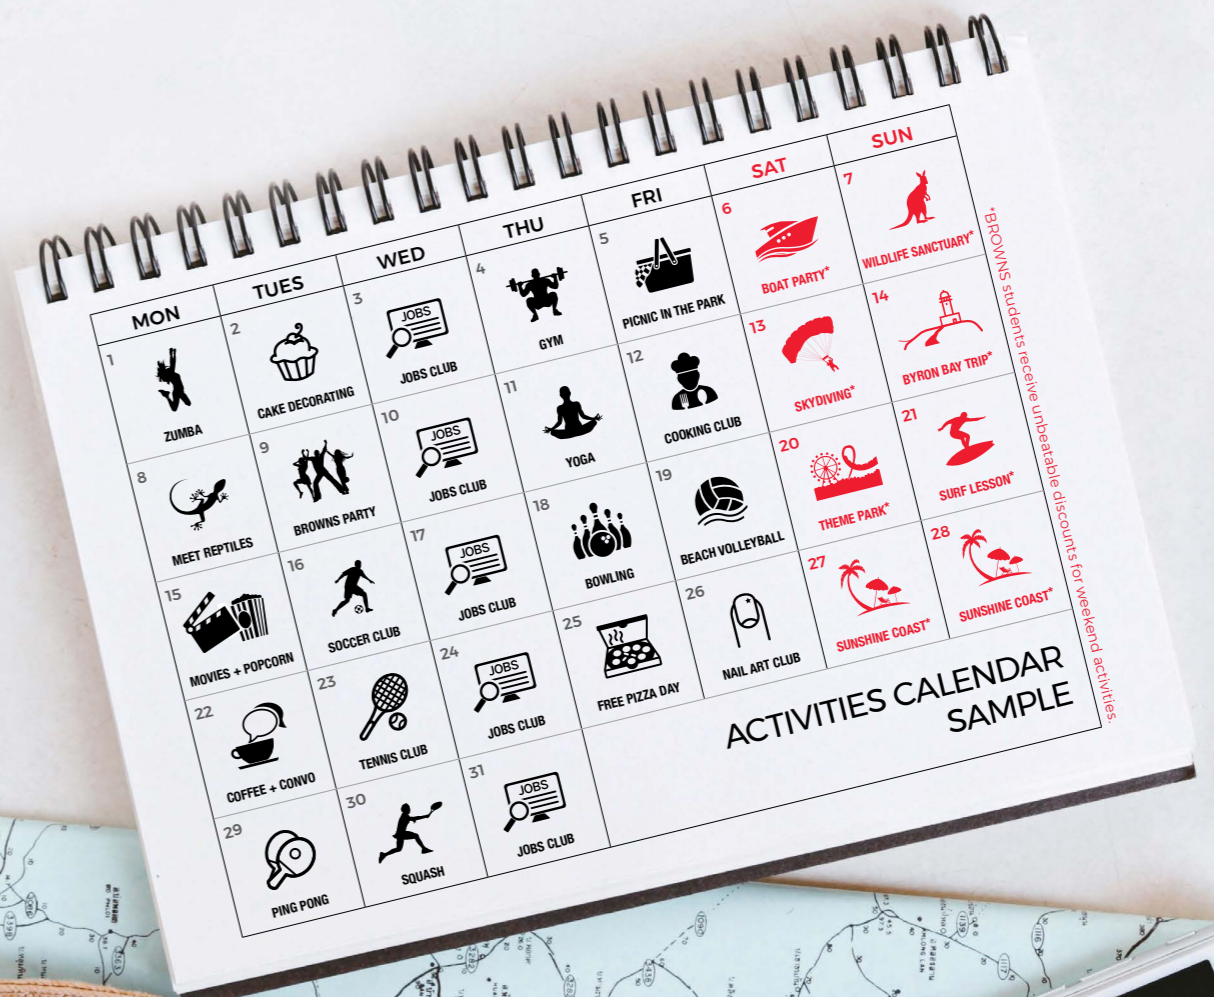 MON
TUES
WED
THU
FRI
SAT
SUN
1
ZUMBA
2
CAKE DECORATING
3
JOBS
JOBS CLUB
4
GYM
5
PICNIC IN THE PARK
6
BOAT PARTY*
7
WILDLIFE SANCTUARY*
8
MEET REPTILES
9
BROWNS PARTY
10
JOBS
JOBS CLUB
11
YOGA
12
COOKING CLUB
13
SKYDIVING*
14
BYRON BAY TRIP*
15
MOVIES + POPCORN
16
SOCCER CLUB
17
JOBS
JOBS CLUB
18
BOWLING
19
BEACH VOLLEYBALL
20
THEME PARK*
21
SURF LESSON*
22
COFFEE + CONVO
23
TENNIS CLUB
24
JOBS
JOBS CLUB
25
FREE PIZZA DAY
26
NAIL ART CLUB
27
SUNSHINE COAST*
28
SUNSHINE COAST*
29
PING PONG
30
SQUASH
31
JOBS
JOBS CLUB
ACTIVITIES CALENDAR
SAMPLE
*BROWNS students receive unbeatable discounts for weekend activities.